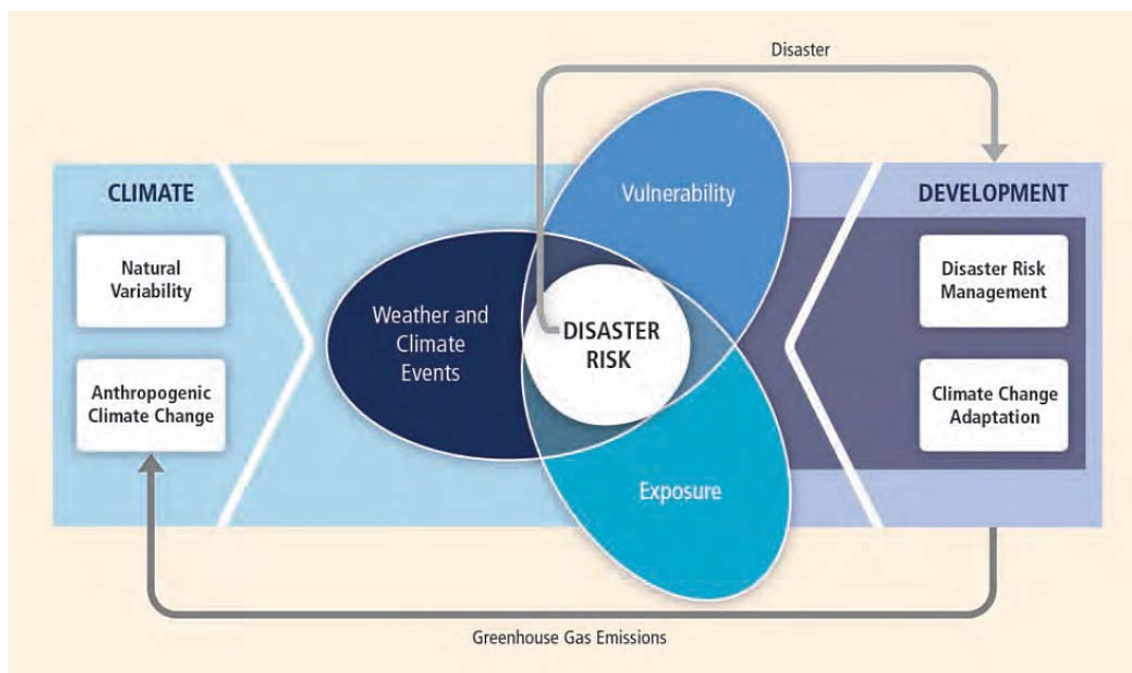 Disaster
CLIMATE
Natural
Variability
Anthropogenic
Climate Change
Weather and
Climate
Events
Vulnerability
DISASTER
RISK
Exposure
DEVELOPMENT
Disaster Risk
Management
Climate Change
Adaptation
Greenhouse Gas Emissions